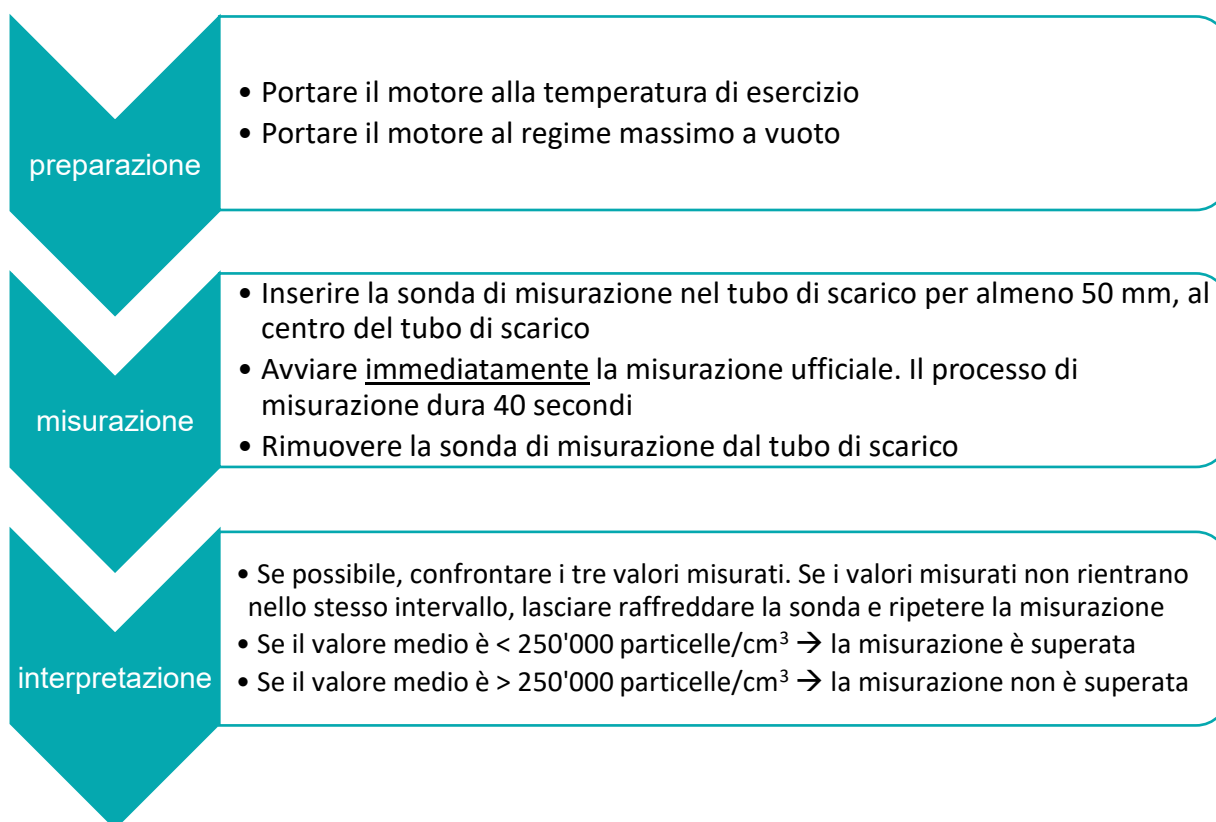 preparazione
• Portare il motore alla temperatura di esercizio
• Portare il motore al regime massimo a vuoto
misurazione
• Inserire la sonda di misurazione nel tubo di scarico per almeno 50 mm, al
centro del tubo di scarico
• Avviare immediatamente la misurazione ufficiale. Il processo di
misurazione dura 40 secondi
• Rimuovere la sonda di misurazione dal tubo di scarico
interpretazione
• Se possibile, confrontare i tre valori misurati. Se i valori misurati non rientrano
nello stesso intervallo, lasciare raffreddare la sonda e ripetere la misurazione
• Se il valore medio è < 250'000 particelle/cm³ → la misurazione è superata
• Se il valore medio è > 250'000 particelle/cm³ → la misurazione non è superata